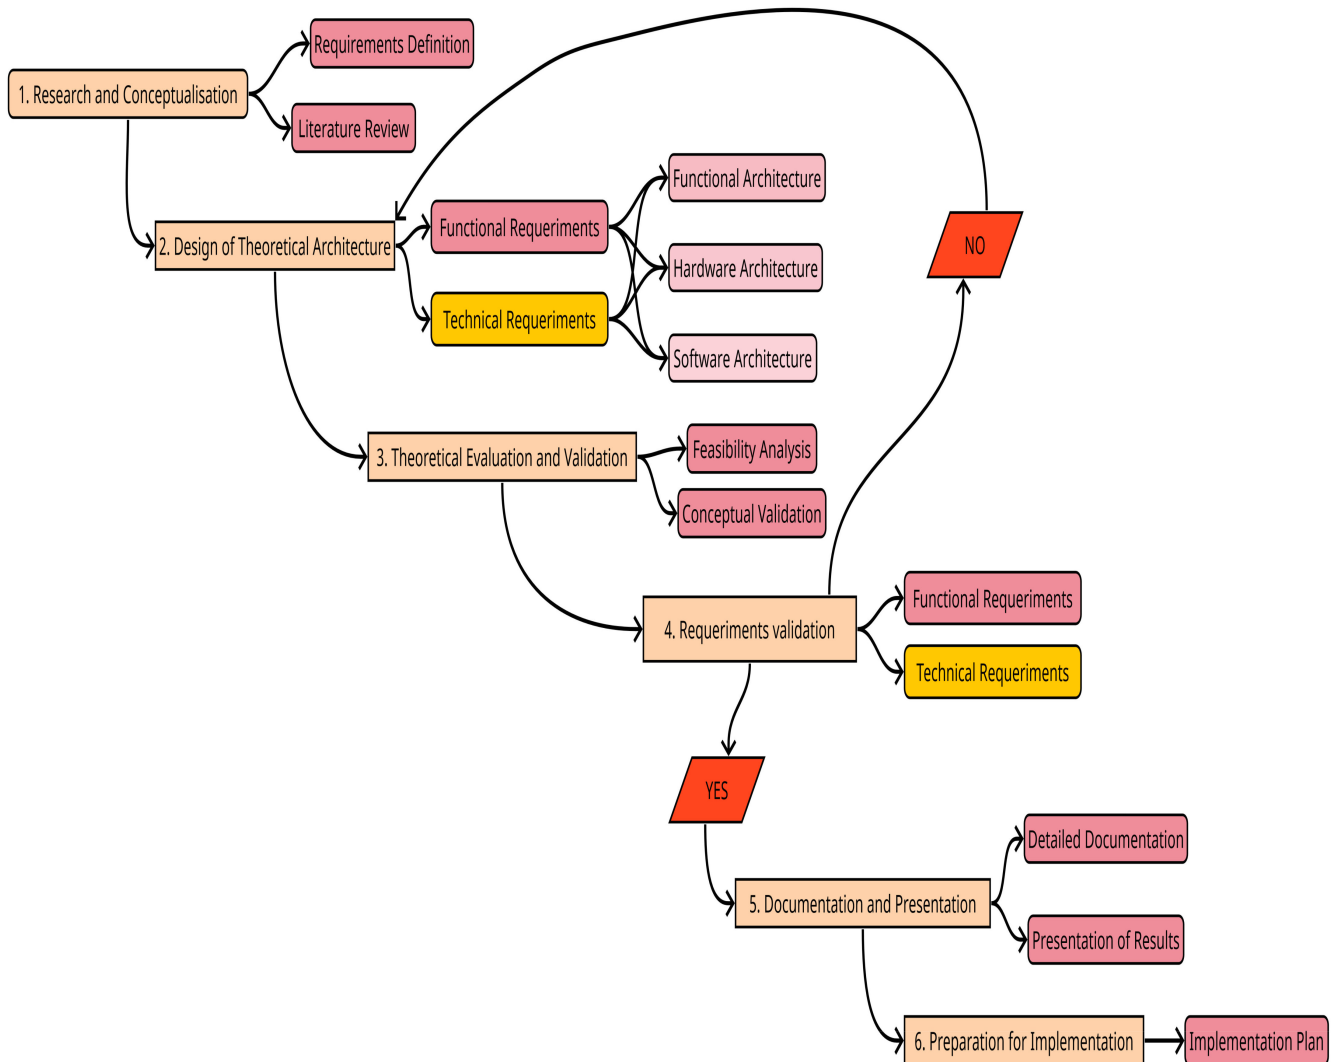 Requirements Definition
1. Research and Conceptualisation
Literature Review
Functional Architecture
Functional Requeriments
2. Design of Theoretical Architecture
NO
Hardware Architecture
Technical Requeriments
Software Architecture
Feasibility Analysis
3. Theoretical Evaluation and Validation
Conceptual Validation
Functional Requeriments
4. Requeriments validation
Technical Requeriments
YES
Detailed Documentation
5. Documentation and Presentation
Presentation of Results
6. Preparation for Implementation
Implementation Plan